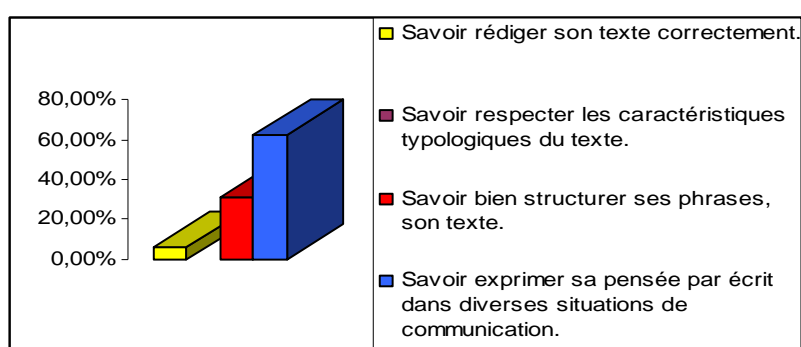 80,00%
60,00%
40,00%
20,00%
0,00%
Savoir rédiger son texte correctement.
Savoir respecter les caractéristiques
typologiques du texte.
Savoir bien structurer ses phrases,
son texte.
Savoir exprimer sa pensée par écrit
dans diverses situations de
communication.